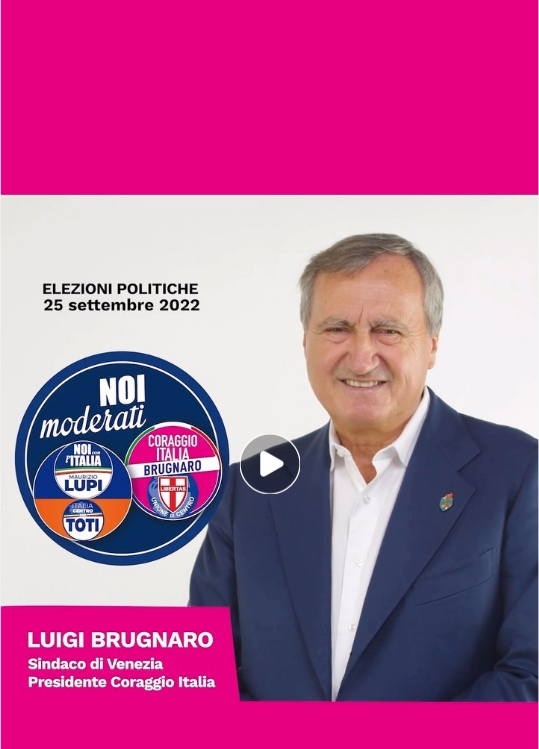 ELEZIONI POLITICHE
25 settembre 2022
NOI
moderati
NOI CON
L'ITALIA
MAURIZIO
LUPI
ITALIA
AL CENTRO
TOTI
CORAGGIO
ITALIA
BRUGNARO
LIBERTAS
UNIONE DI CENTRO
LUIGI BRUGNARO
Sindaco di Venezia
Presidente Coraggio Italia